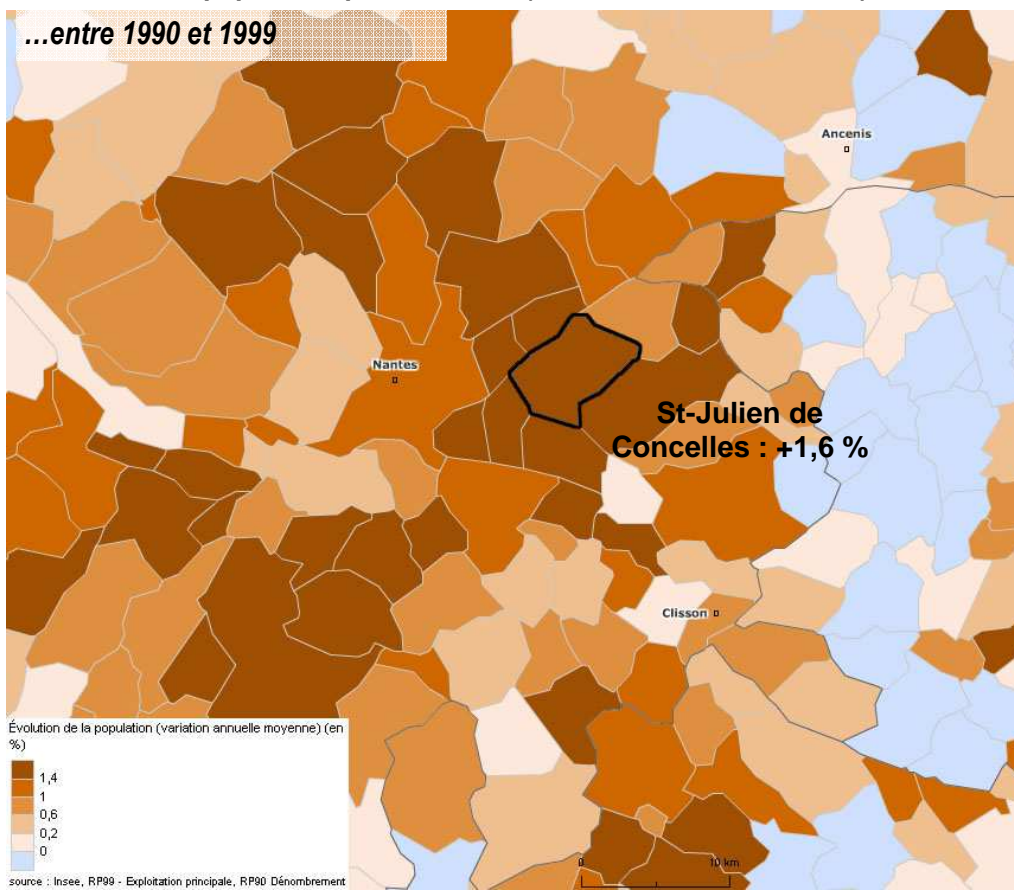 ...entre 1990 et 1999
Ancenis
Nantes
St-Julien de
Concelles : +1,6 %
Clisson
Évolution de la population (variation annuelle moyenne) (en
%)
1,4
1
0,6
0,2
0
0 10 km
source : Insee, RP99 - Exploitation principale, RP90 Dénombrement